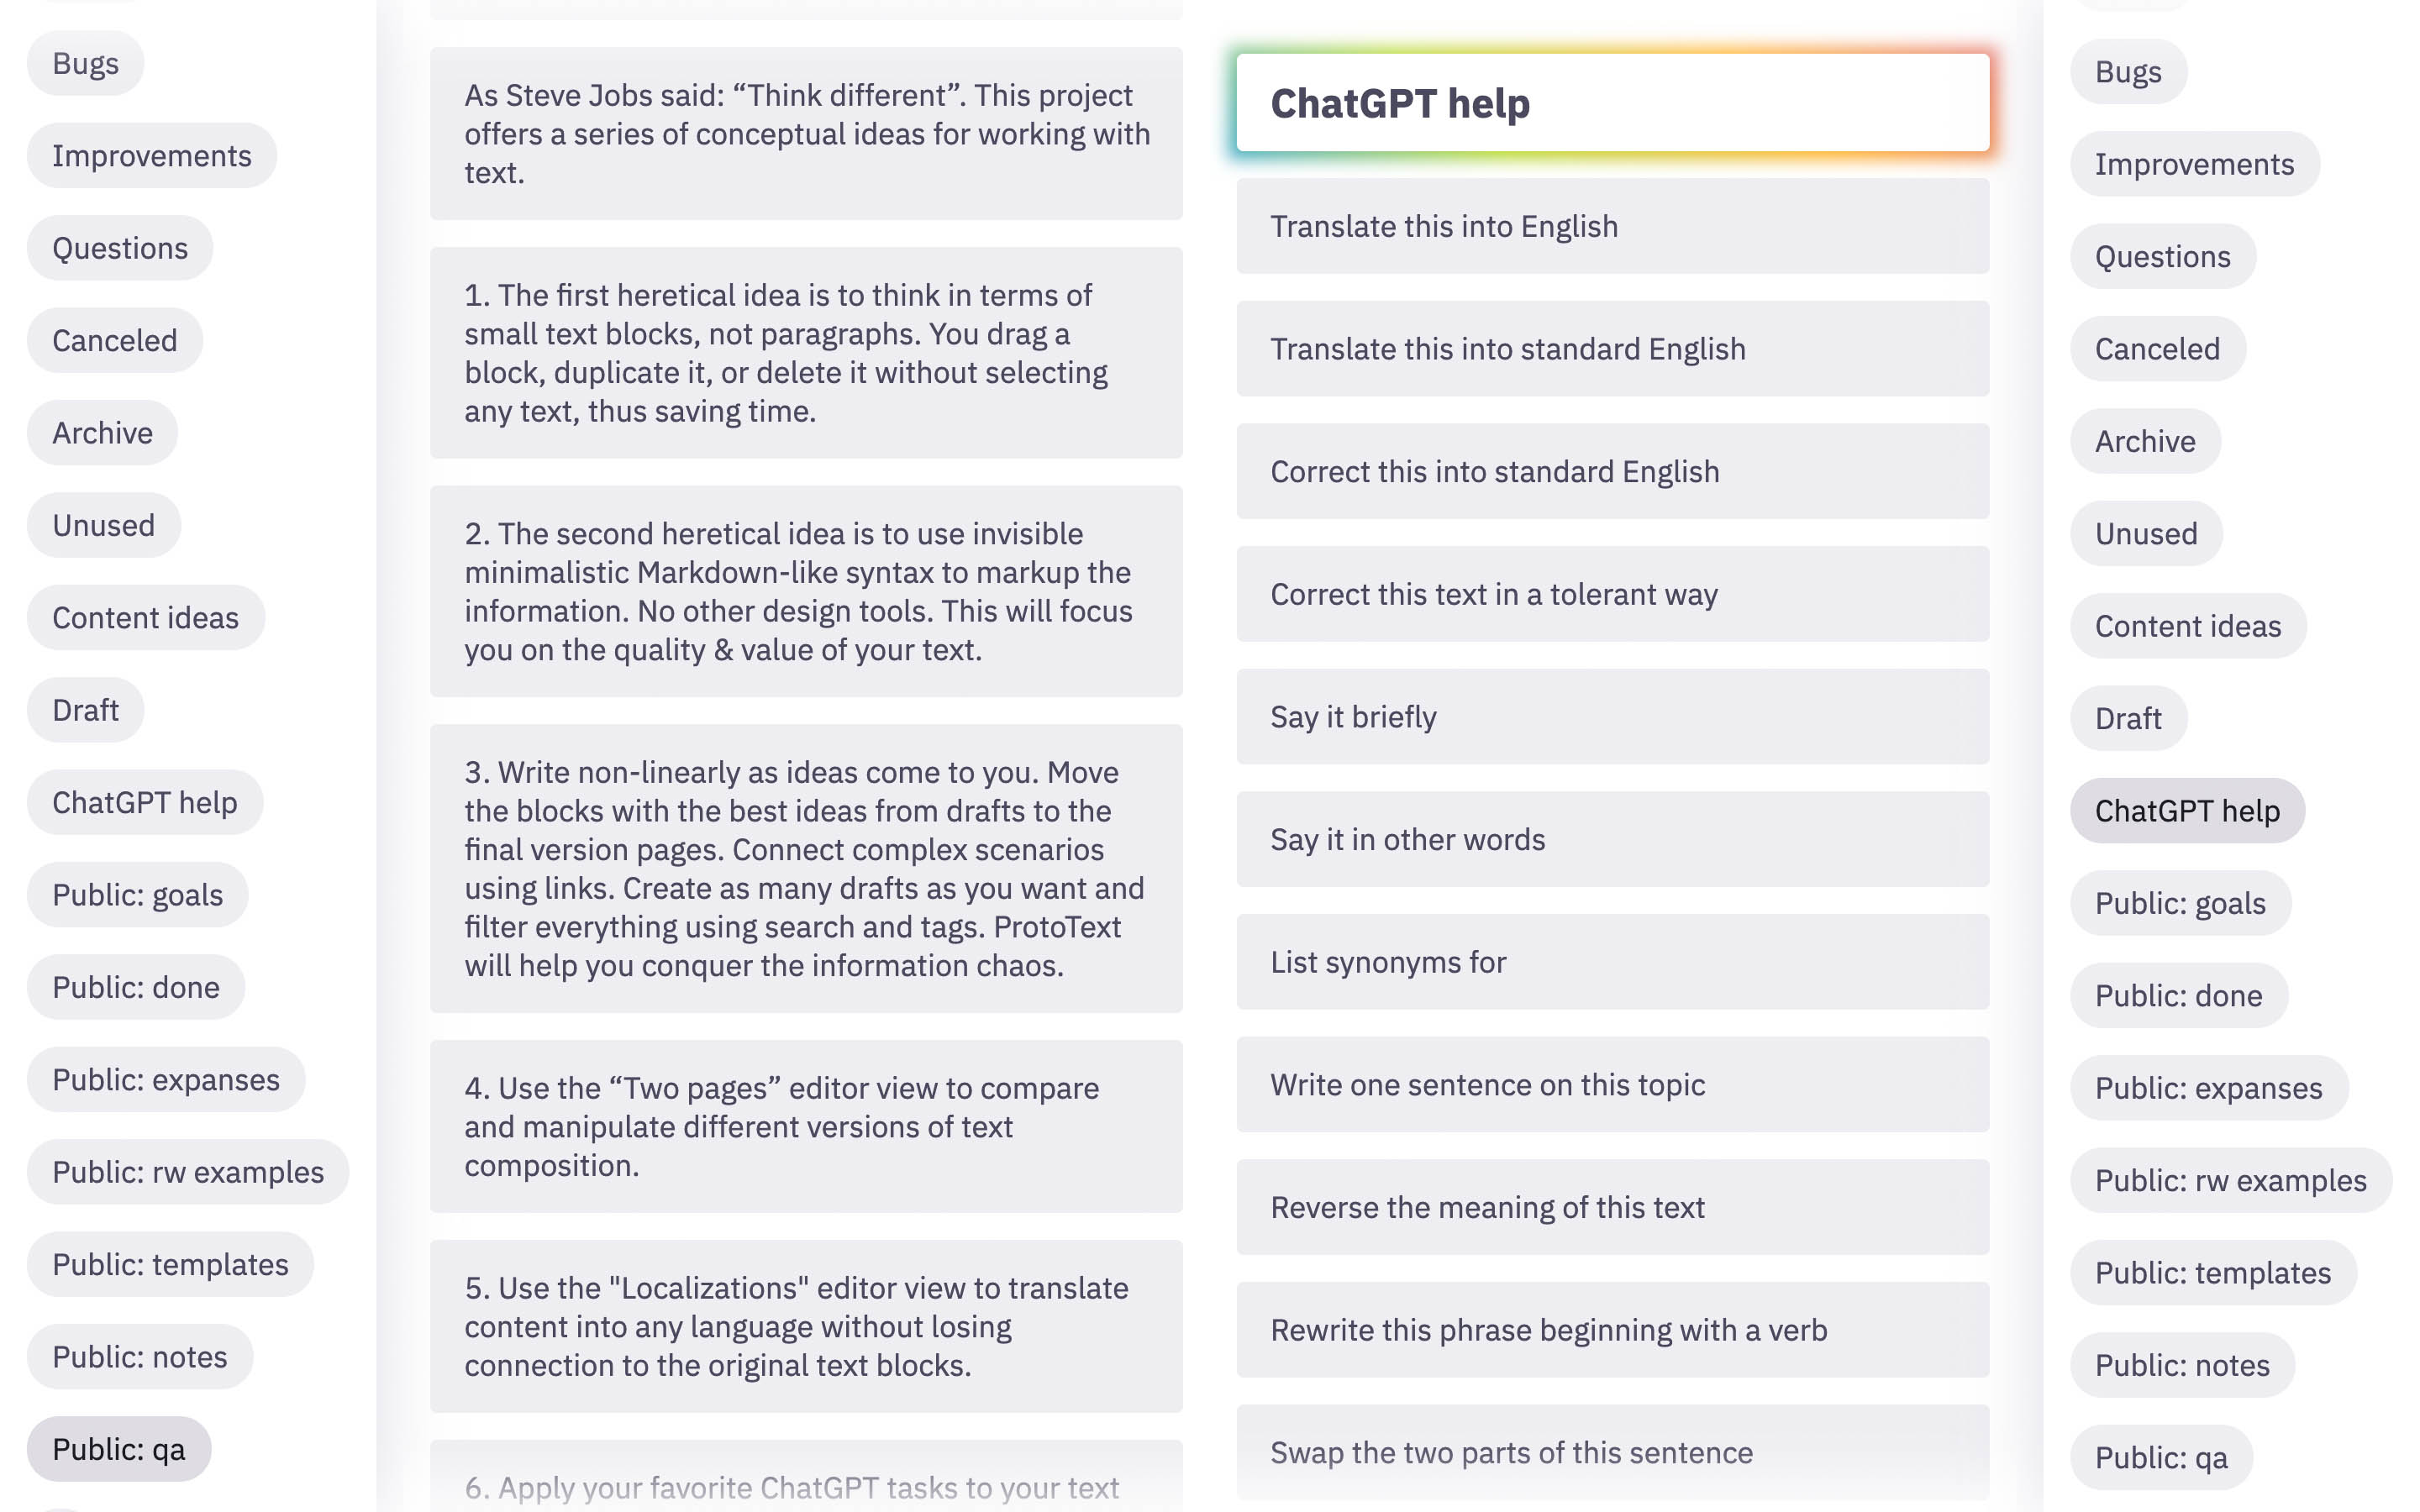 Bugs
Improvements
Questions
Canceled
Archive
Unused
Content ideas
Draft
ChatGPT help
Public: goals
Public: done
Public: expanses
Public: rw examples
Public: templates
Public: notes
Public: qa
As Steve Jobs said: “Think different”. This project
offers a series of conceptual ideas for working with
text.
1. The first heretical idea is to think in terms of
small text blocks, not paragraphs. You drag a
block, duplicate it, or delete it without selecting
any text, thus saving time.
2. The second heretical idea is to use invisible
minimalistic Markdown-like syntax to markup the
information. No other design tools. This will focus
you on the quality & value of your text.
3. Write non-linearly as ideas come to you. Move
the blocks with the best ideas from drafts to the
final version pages. Connect complex scenarios
using links. Create as many drafts as you want and
filter everything using search and tags. ProtoText
will help you conquer the information chaos.
4. Use the “Two pages” editor view to compare
and manipulate different versions of text
composition.
5. Use the "Localizations" editor view to translate
content into any language without losing
connection to the original text blocks.
6. Apply your favorite ChatGPT tasks to your text
ChatGPT help
Translate this into English
Translate this into standard English
Correct this into standard English
Correct this text in a tolerant way
Say it briefly
Say it in other words
List synonyms for
Write one sentence on this topic
Reverse the meaning of this text
Rewrite this phrase beginning with a verb
Swap the two parts of this sentence
Bugs
Improvements
Questions
Canceled
Archive
Unused
Content ideas
Draft
ChatGPT help
Public: goals
Public: done
Public: expanses
Public: rw examples
Public: templates
Public: notes
Public: qa